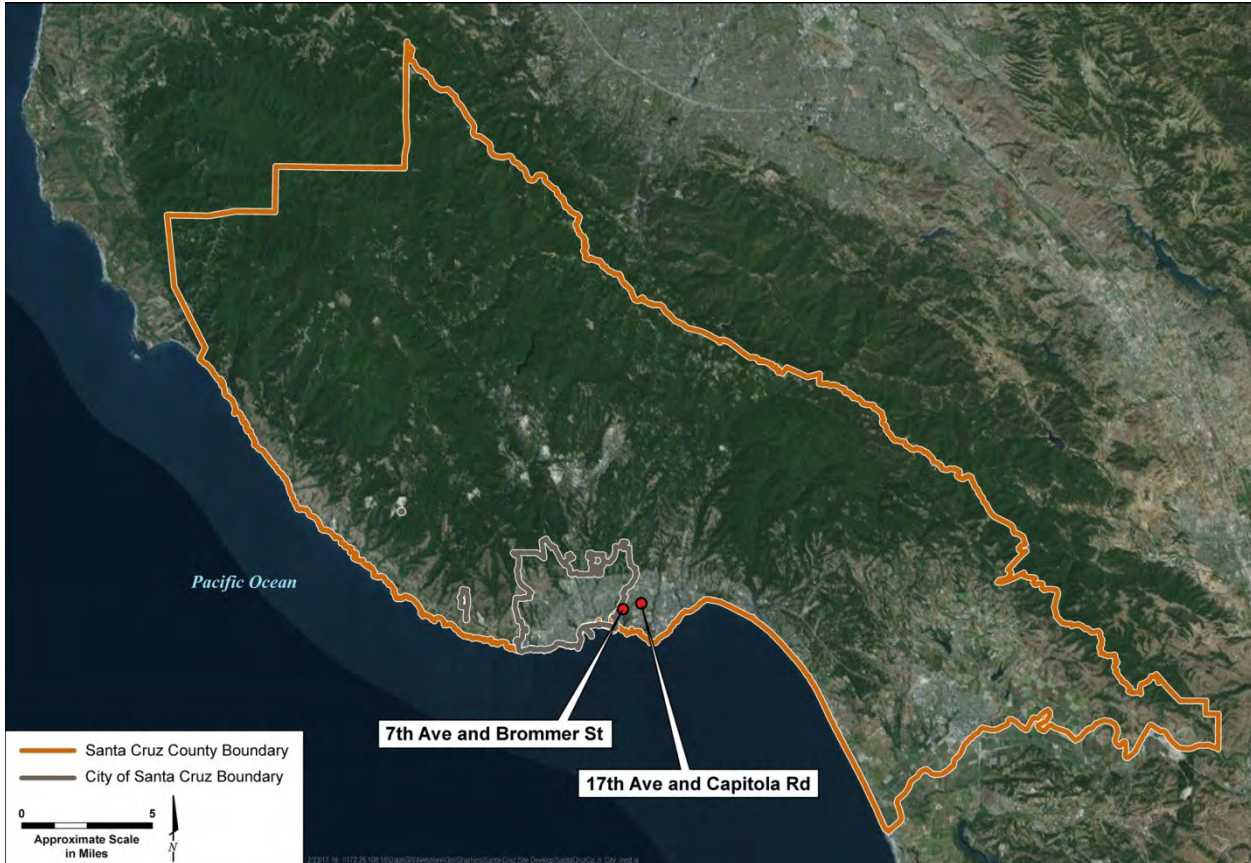 Pacific Ocean
7th Ave and Brommer St
17th Ave and Capitola Rd
Santa Cruz County Boundary
City of Santa Cruz Boundary
0 5
Approximate Scale
in Miles
N